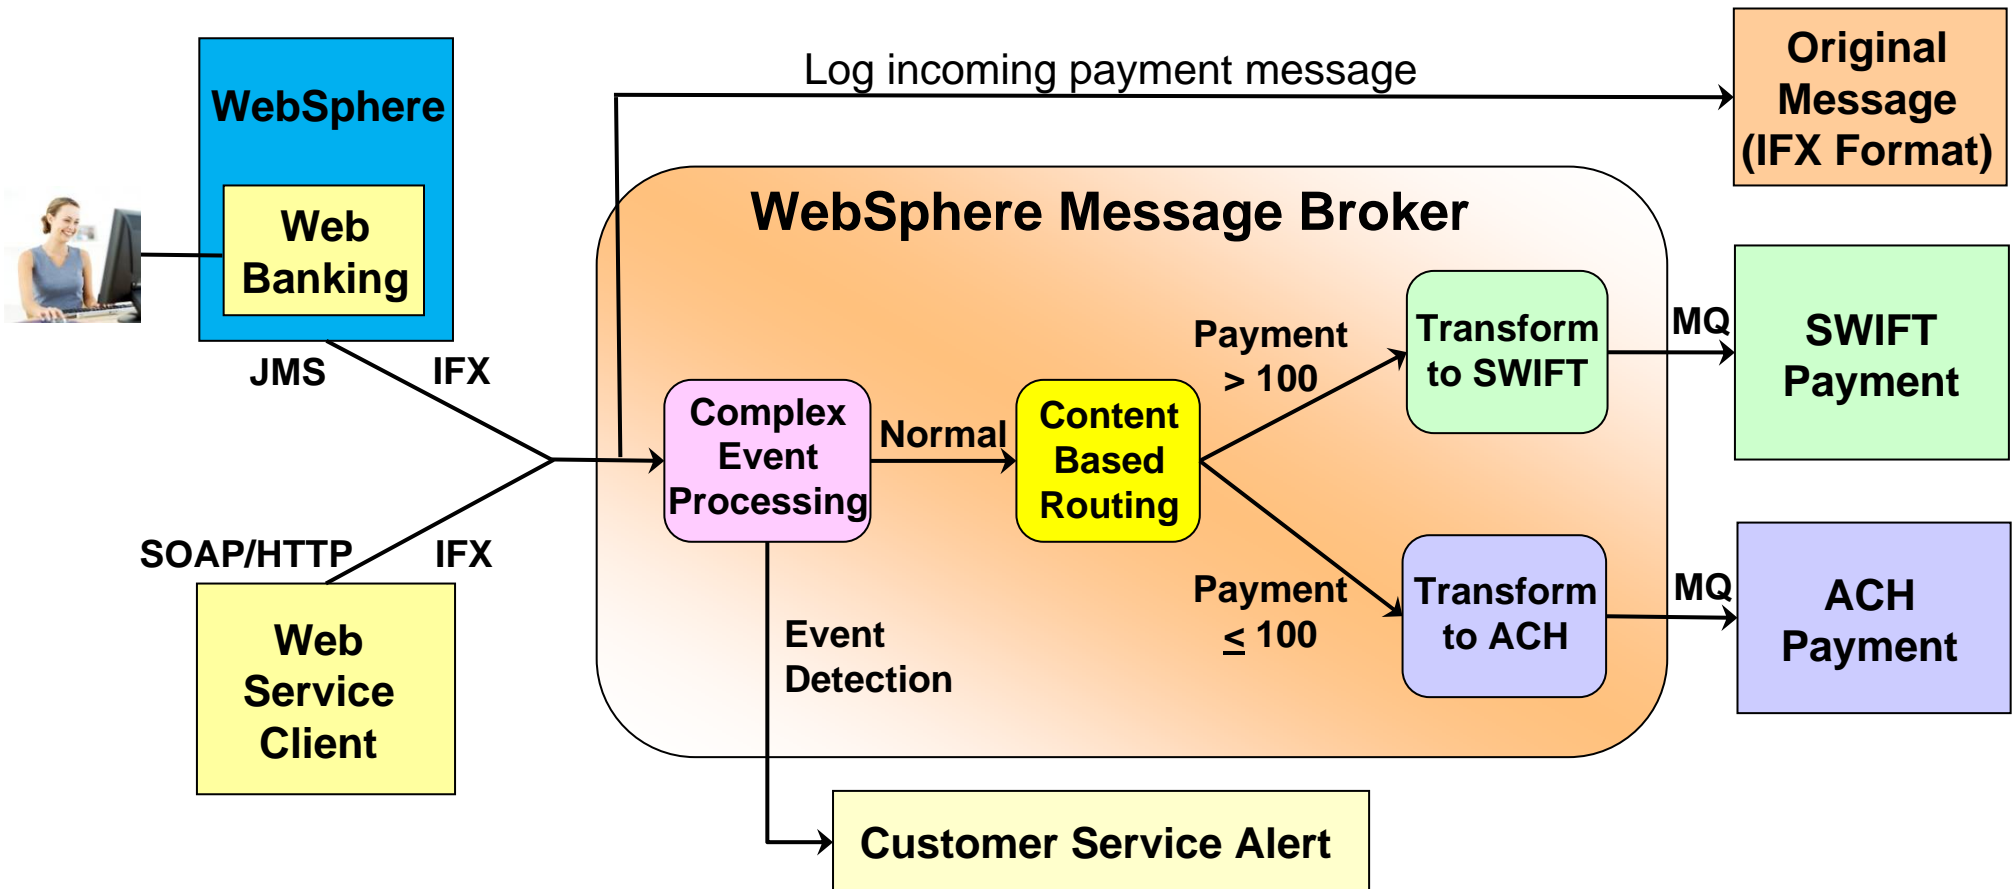 WebSphere
Web
Banking
JMS
IFX
SOAP/HTTP
IFX
Web
Service
Client
Log incoming payment message
Original
Message
(IFX Format)
WebSphere Message Broker
Complex
Event
Processing
Normal
Content
Based
Routing
Payment
> 100
Transform
to SWIFT
MQ
SWIFT
Payment
Payment
≤ 100
Transform
to ACH
MQ
ACH
Payment
Event
Detection
Customer Service Alert